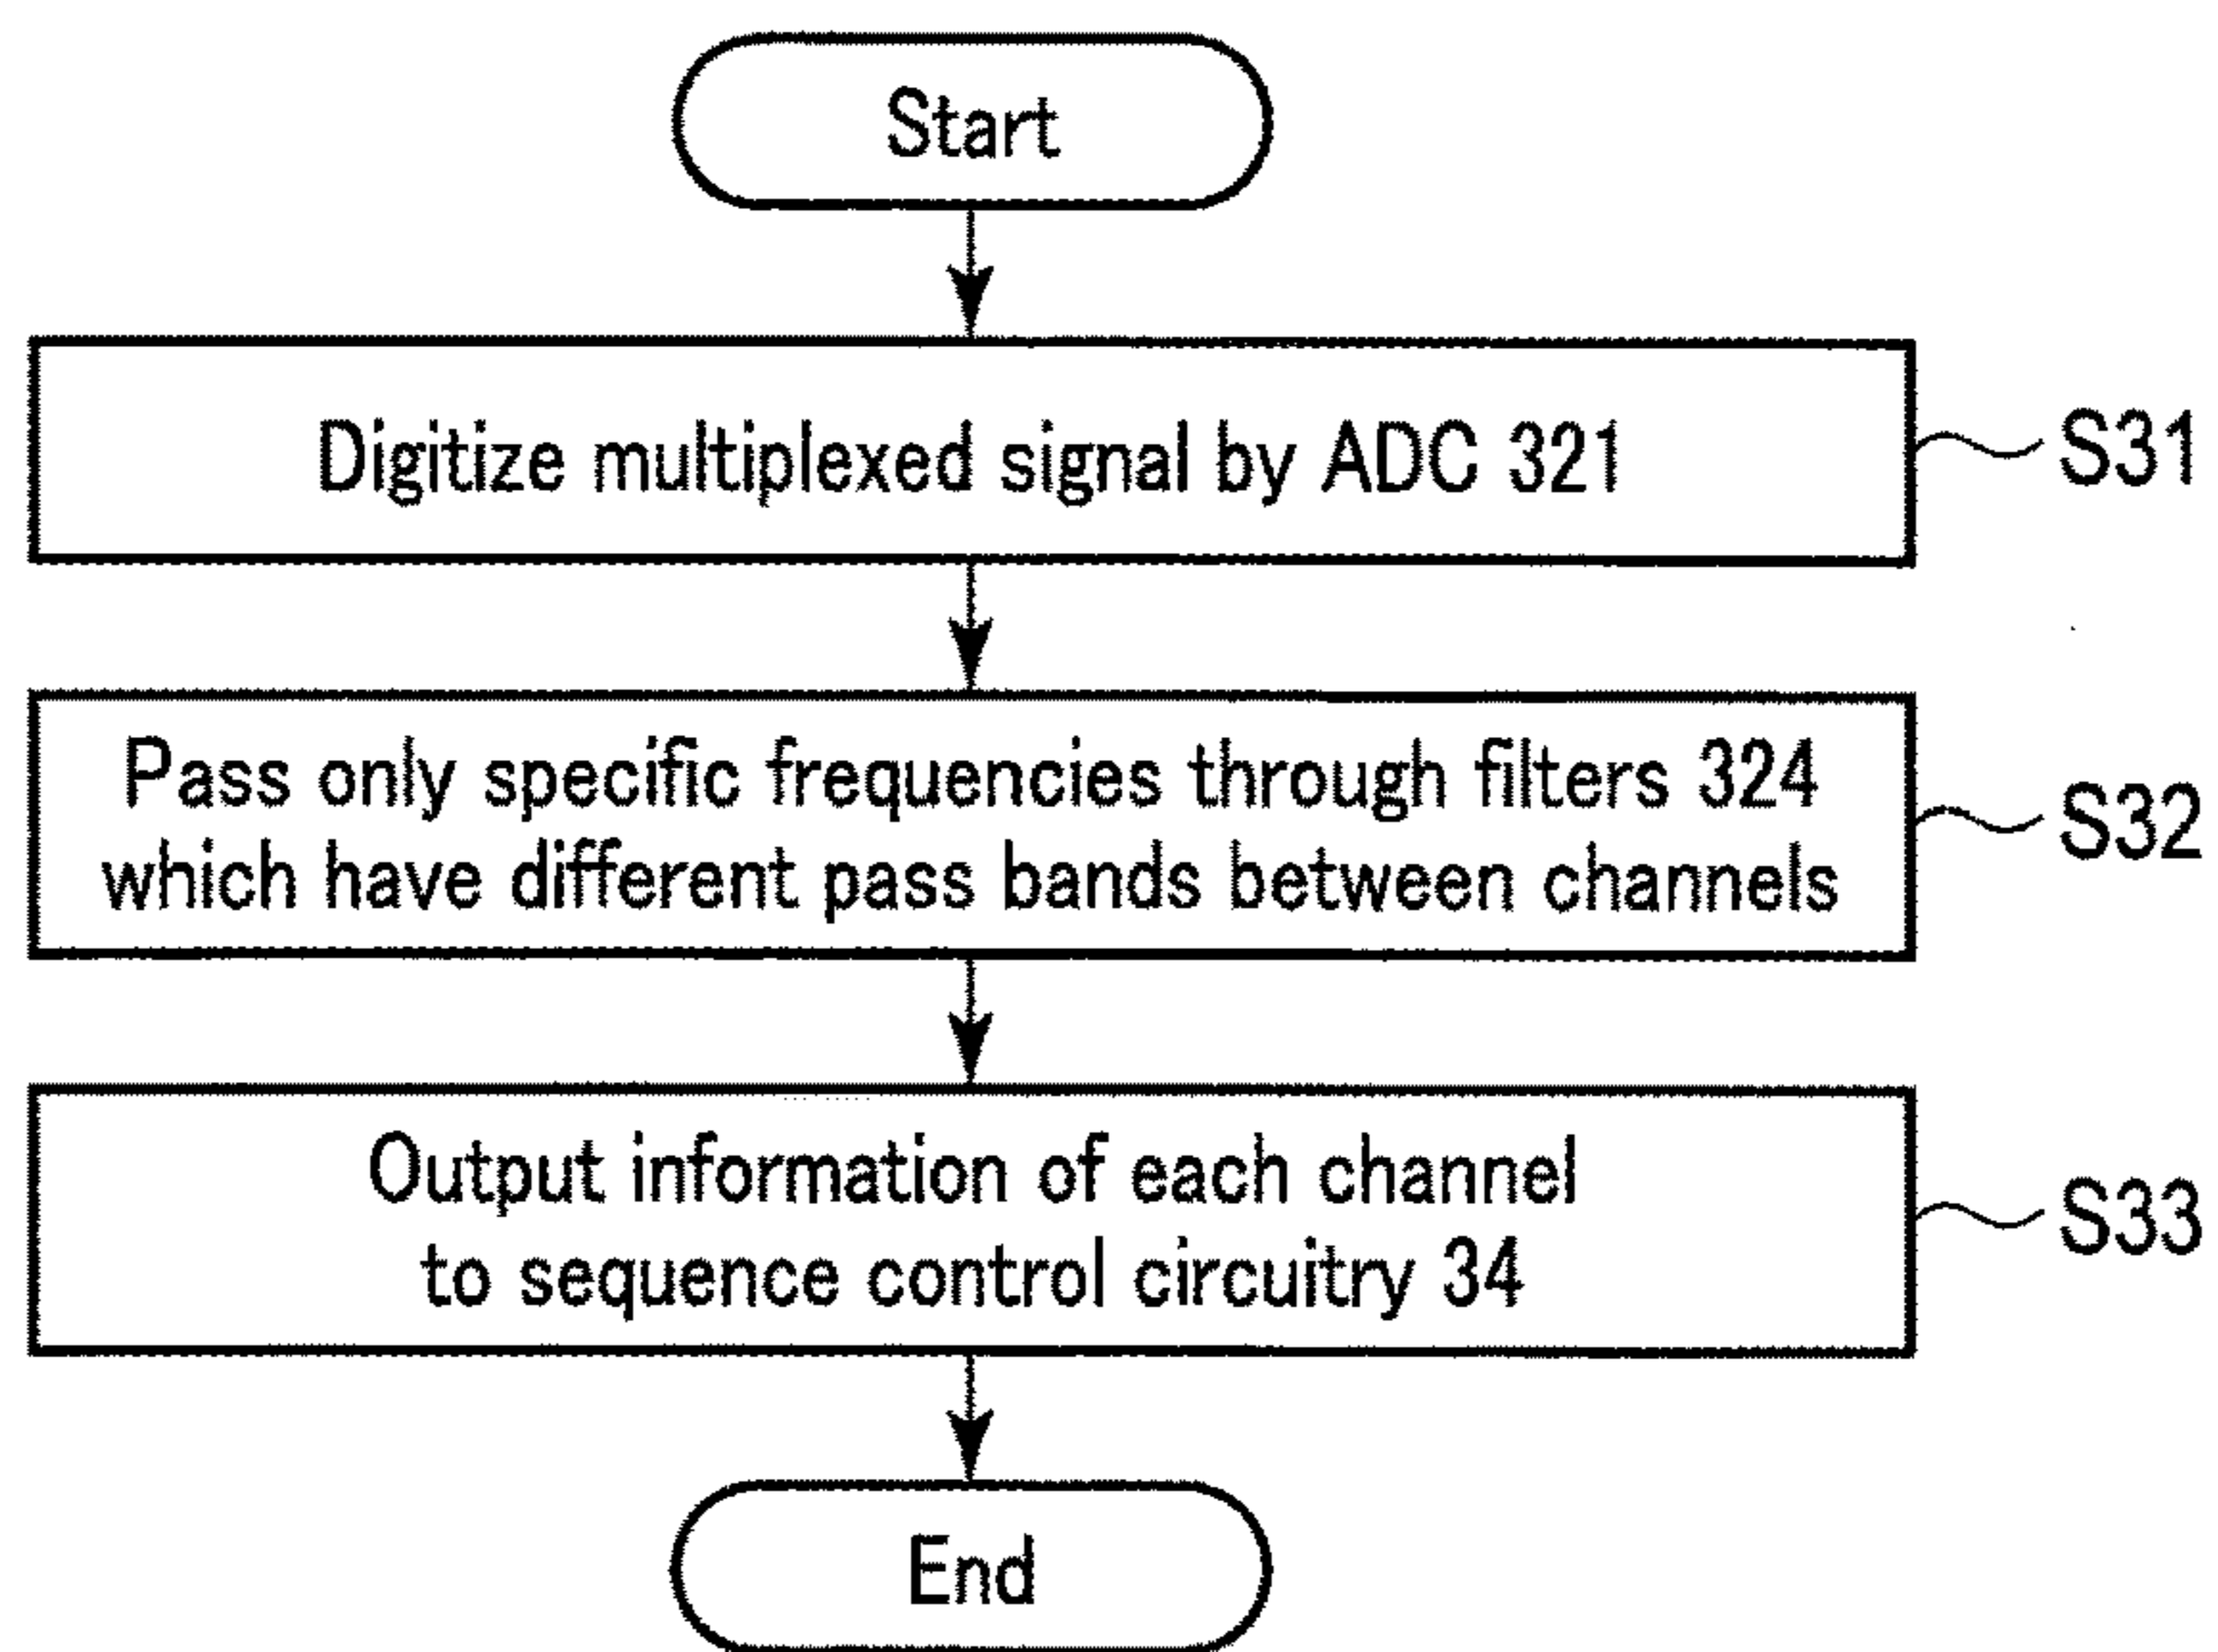 Start
Digitize multiplexed signal by ADC 321
S31
Pass only specific frequencies through filters 324
which have different pass bands between channels
S32
Output information of each channel
to sequence control circuitry 34
S33
End